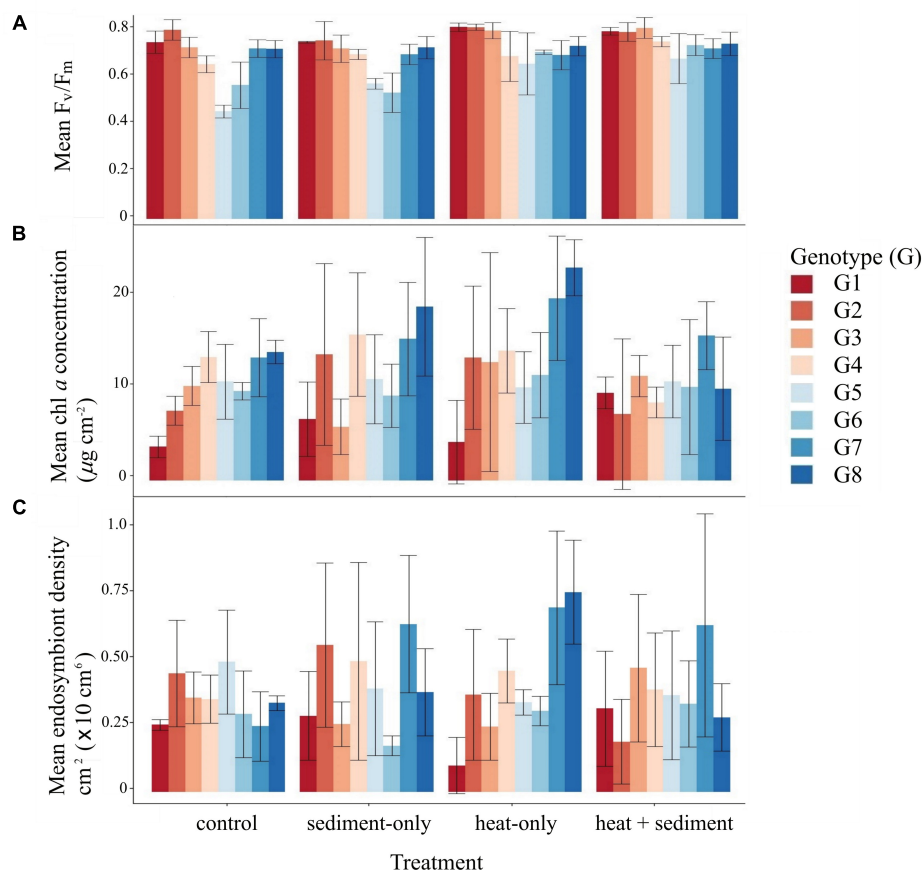 A
Mean Fv/Fm
0.8
0.6
0.4
0.2
0
B
Mean chl a concentration
(µg cm-2)
20
10
0
C
Mean endosymbiont density
cm2 (x 10 cm6)
1.0
0.75
0.50
0.25
0
control
sediment-only
heat-only
heat + sediment
Treatment
Genotype (G)
G1
G2
G3
G4
G5
G6
G7
G8